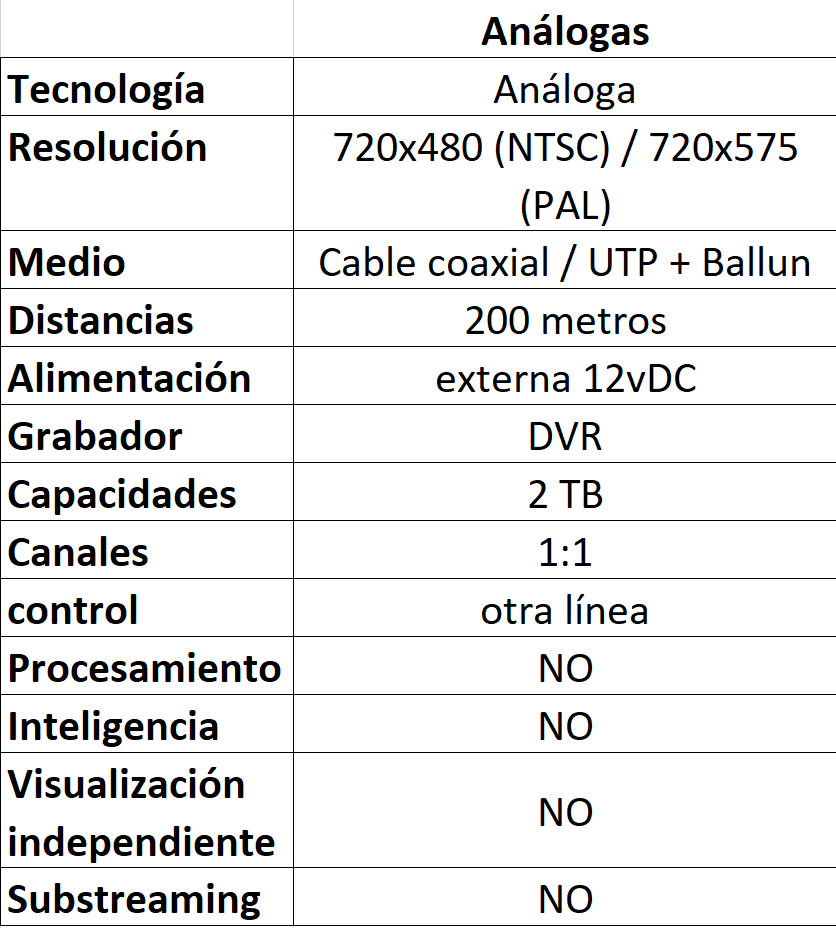 Análogas
Tecnología Análoga
Resolución 720x480 (NTSC) / 720x575
(PAL)
Medio Cable coaxial / UTP + Ballun
Distancias 200 metros
Alimentación externa 12vDC
Grabador DVR
Capacidades 2 TB
Canales 1:1
control otra línea
Procesamiento NO
Inteligencia NO
Visualización
independiente NO
Substreaming NO